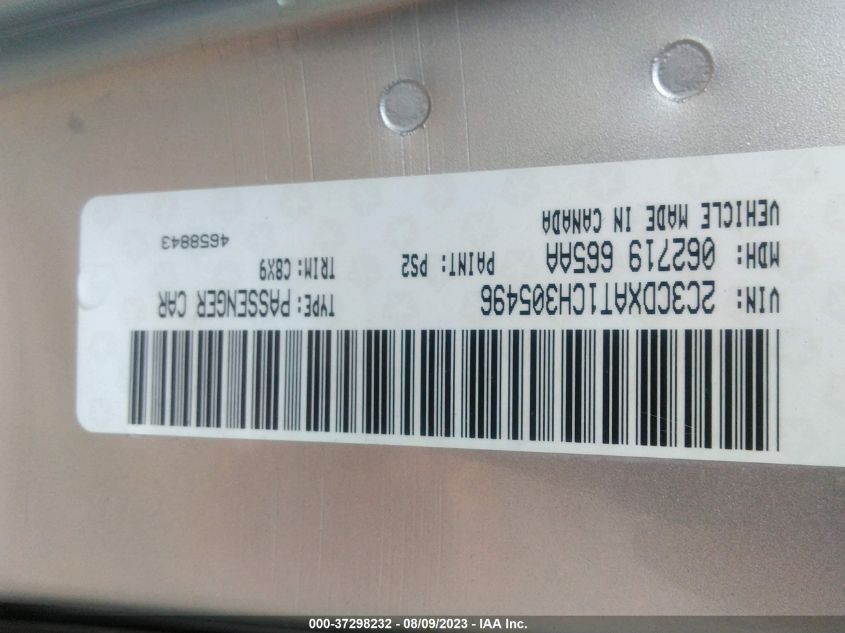 VIN: 2C3CDXAT1CH305496 TYPE: PASSENGER CAR
MDH: 062719 665AA PAINT: PS2 TRIM: C8X9
VEHICLE MADE IN CANADA 4658843
000-37298232 - 08/09/2023 - IAA Inc.